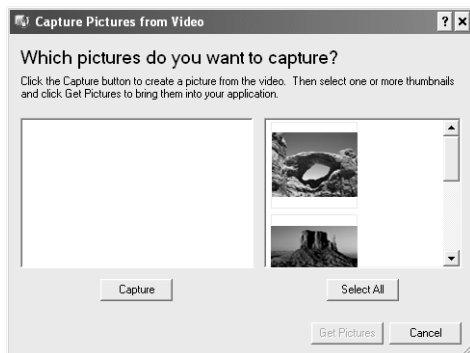 Capture Pictures from Video
Which pictures do you want to capture?
Click the Capture button to create a picture from the video. Then select one or more thumbnails
and click Get Pictures to bring them into your application.
Capture
Select All
Get Pictures
Cancel